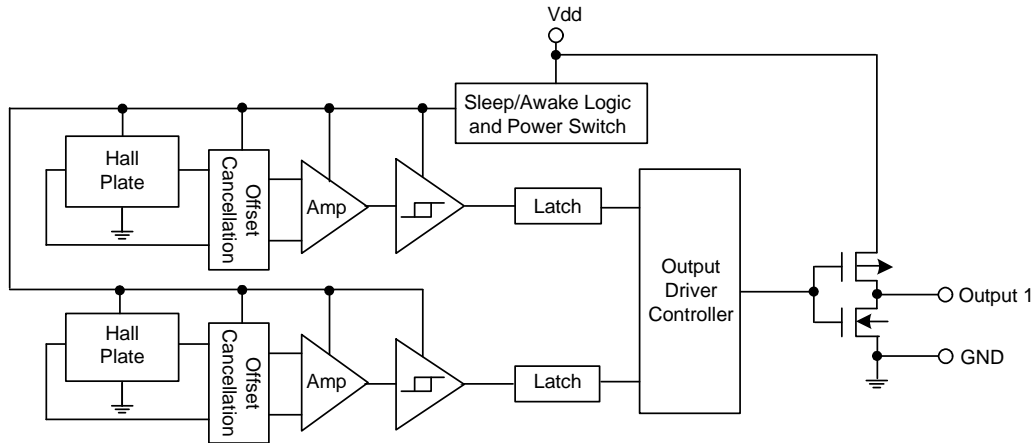 Vdd
Sleep/Awake Logic
and Power Switch
Hall
Plate
Offset
Cancellation
Amp
Latch
Output
Driver
Controller
Output 1
GND
Hall
Plate
Offset
Cancellation
Amp
Latch